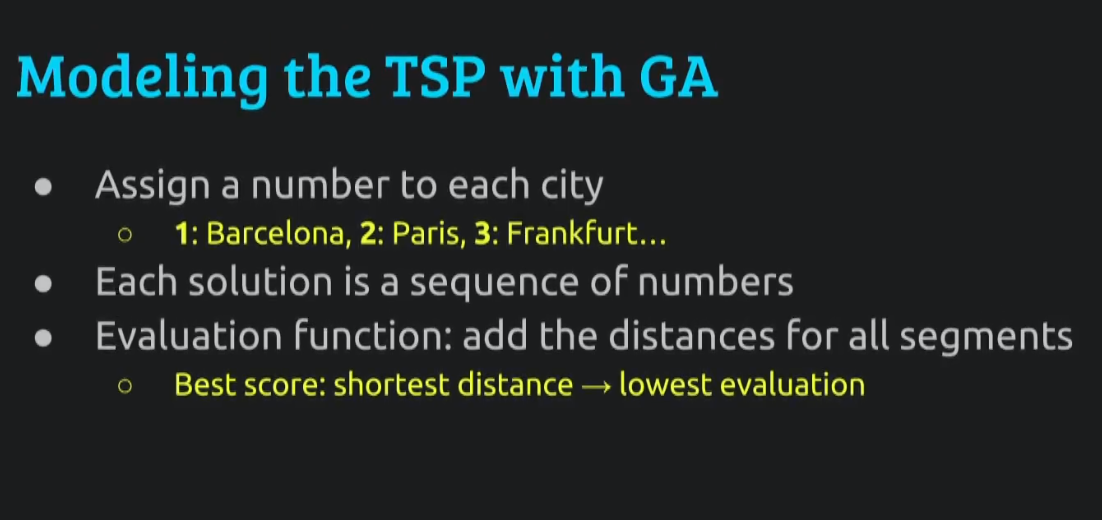 Modeling the TSP with GA
● Assign a number to each city
○ 1: Barcelona, 2: Paris, 3: Frankfurt...
● Each solution is a sequence of numbers
● Evaluation function: add the distances for all segments
○ Best score: shortest distance → lowest evaluation